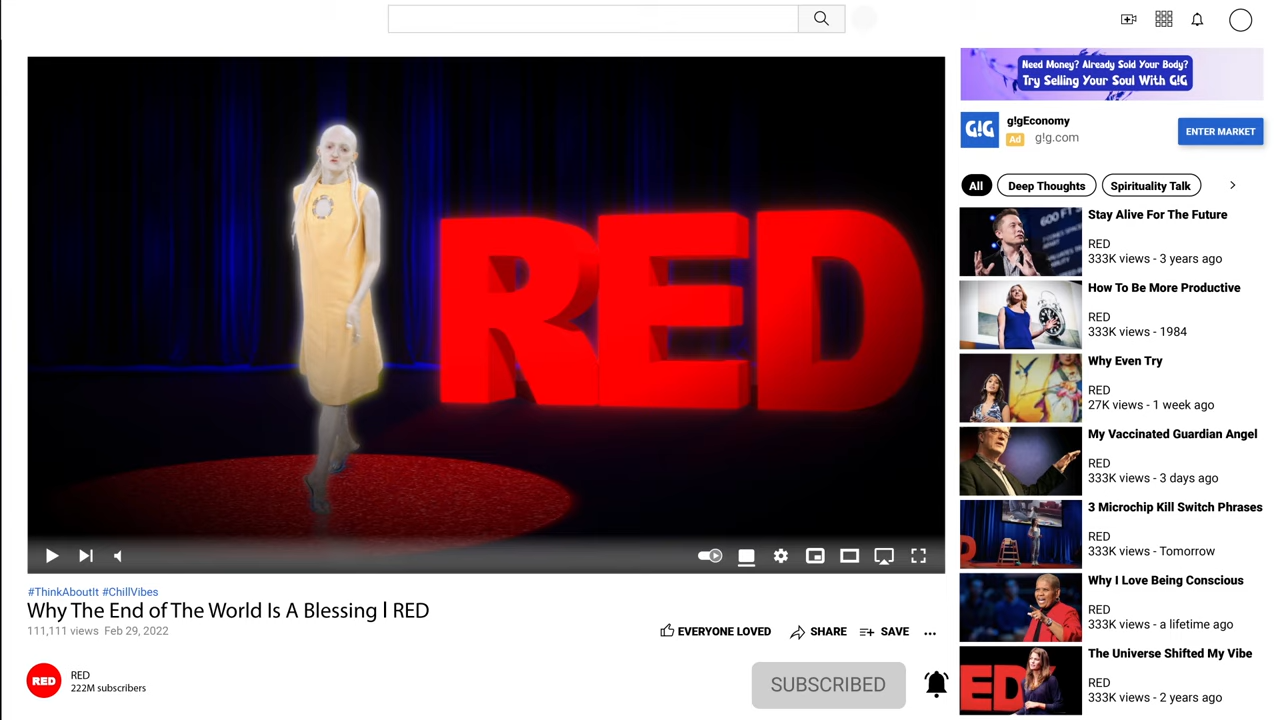 Need Money? Already Sold Your Body?
Try Selling Your Soul With G!G
G!G
g!gEconomy
Ad g!g.com
ENTER MARKET
All
Deep Thoughts
Spirituality Talk
RED
Stay Alive For The Future
RED
333K views - 3 years ago
600 FT
How To Be More Productive
RED
333K views - 1984
Why Even Try
RED
27K views - 1 week ago
My Vaccinated Guardian Angel
RED
333K views - 3 days ago
3 Microchip Kill Switch Phrases
RED
333K views - Tomorrow
Why I Love Being Conscious
RED
333K views - a lifetime ago
The Universe Shifted My Vibe
RED
333K views - 2 years ago
ED
#ThinkAboutIt #ChillVibes
Why The End of The World Is A Blessing | RED
111,111 views Feb 29, 2022
EVERYONE LOVED
SHARE
SAVE
RED
RED
222M subscribers
SUBSCRIBED